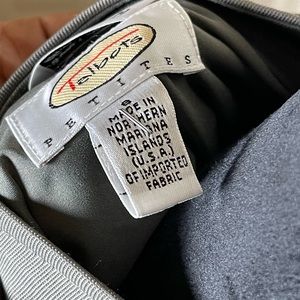 Talbots
PETITES
MADE IN
NORTHERN
MARIANA
ISLANDS
(U.S.A.)
OF IMPORTED
FABRIC